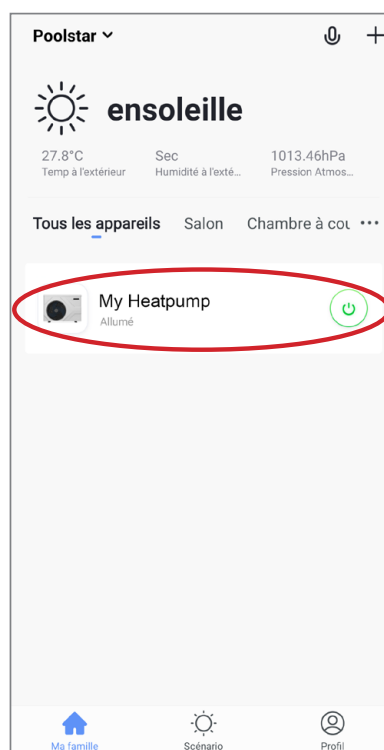 Poolstar
ensoleille
27.8°C Sec 1013.46hPa
Temp à l'extérieur Humidité à l'exté... Pression Atmos...
Tous les appareils Salon Chambre à cou ...
My Heatpump
Allumé
Ma famille Scénario Profil